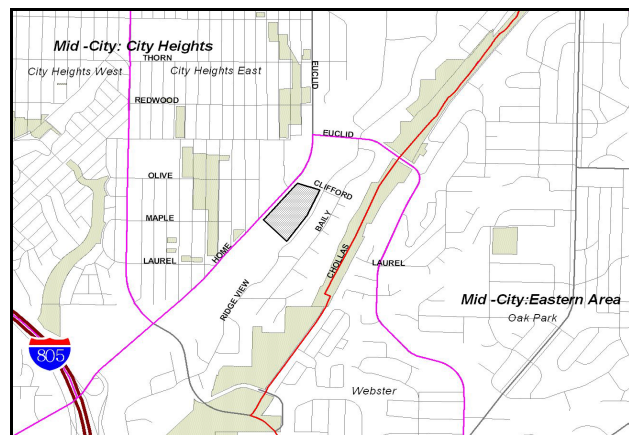 Mid -City: City Heights
THORN
City Heights West
City Heights East
EUCLID
REDWOOD
EUCLID
OLIVE
CLIFFORD
MAPLE
BAILY
HOME
LAUREL
CHOLLAS
LAUREL
RIDGE VIEW
Mid -City:Eastern Area
Oak Park
805
Webster